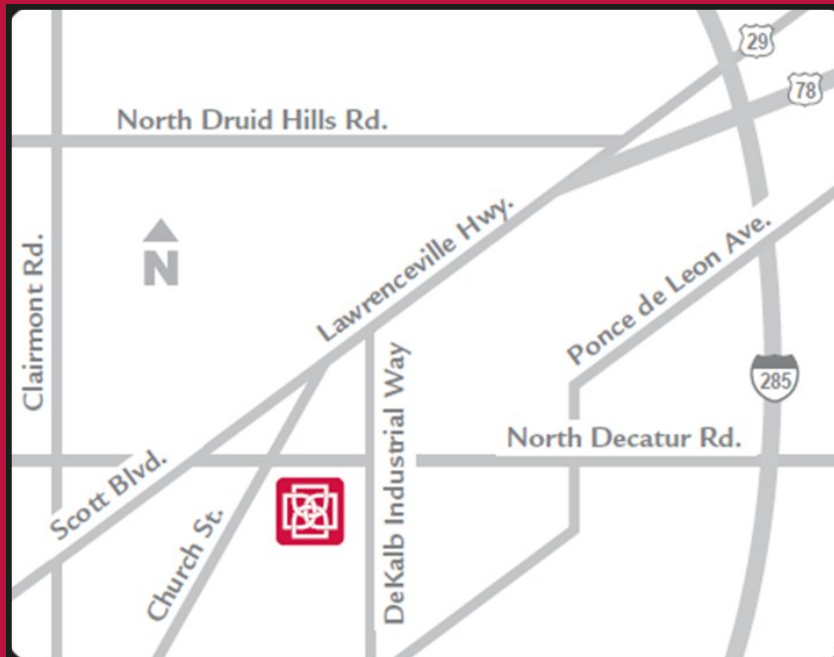 29
78
North Druid Hills Rd.
Clairmont Rd.
N
Lawrenceville Hwy.
Ponce de Leon Ave.
285
DeKalb Industrial Way
North Decatur Rd.
Scott Blvd.
Church St.